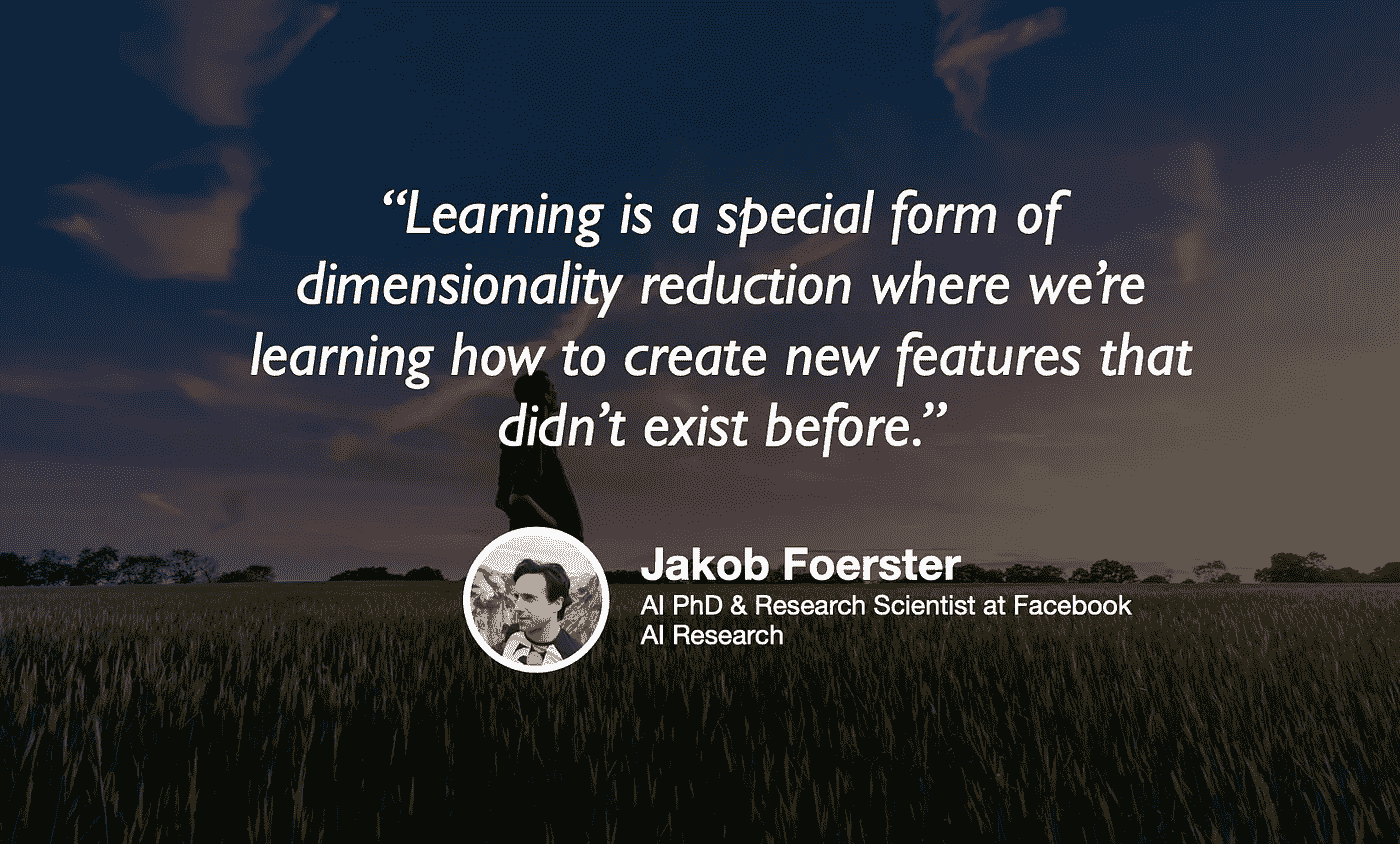 “Learning is a special form of
dimensionality reduction where we’re
learning how to create new features that
didn’t exist before.”
Jakob Foerster
AI PhD & Research Scientist at Facebook
AI Research